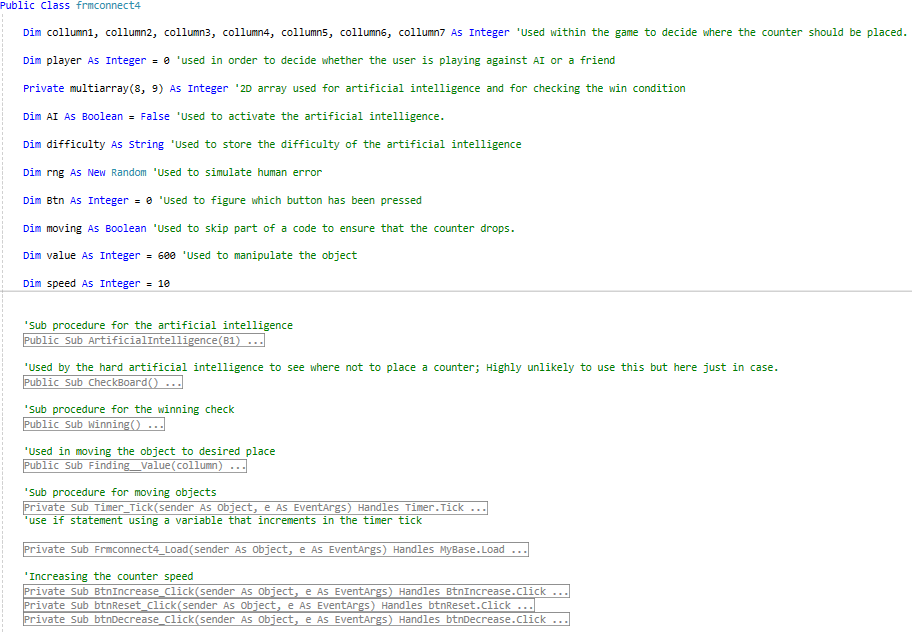 Public Class frmconnect4
Dim collumn1, collumn2, collumn3, collumn4, collumn5, collumn6, collumn7 As Integer 'Used within the game to decide where the counter should be placed.
Dim player As Integer = 0 'used in order to decide whether the user is playing against AI or a friend
Private multiarray(8, 9) As Integer '2D array used for artificial intelligence and for checking the win condition
Dim AI As Boolean = False 'Used to activate the artificial intelligence.
Dim difficulty As String 'Used to store the difficulty of the artificial intelligence
Dim rng As New Random 'Used to simulate human error
Dim Btn As Integer = 0 'Used to figure which button has been pressed
Dim moving As Boolean 'Used to skip part of a code to ensure that the counter drops.
Dim value As Integer = 600 'Used to manipulate the object
Dim speed As Integer = 10
'Sub procedure for the artificial intelligence
Public Sub ArtificialIntelligence(B1) ...
'Used by the hard artificial intelligence to see where not to place a counter; Highly unlikely to use this but here just in case.
Public Sub CheckBoard() ...
'Sub procedure for the winning check
Public Sub Winning() ...
'Used in moving the object to desired place
Public Sub Finding__Value(collumn) ...
'Sub procedure for moving objects
Private Sub Timer_Tick(sender As Object, e As EventArgs) Handles Timer.Tick ...
'use if statement using a variable that increments in the timer tick
Private Sub Frmconnect4_Load(sender As Object, e As EventArgs) Handles MyBase.Load ...
'Increasing the counter speed
Private Sub BtnIncrease_Click(sender As Object, e As EventArgs) Handles BtnIncrease.Click ...
Private Sub btnReset_Click(sender As Object, e As EventArgs) Handles btnReset.Click ...
Private Sub btnDecrease_Click(sender As Object, e As EventArgs) Handles btnDecrease.Click ...